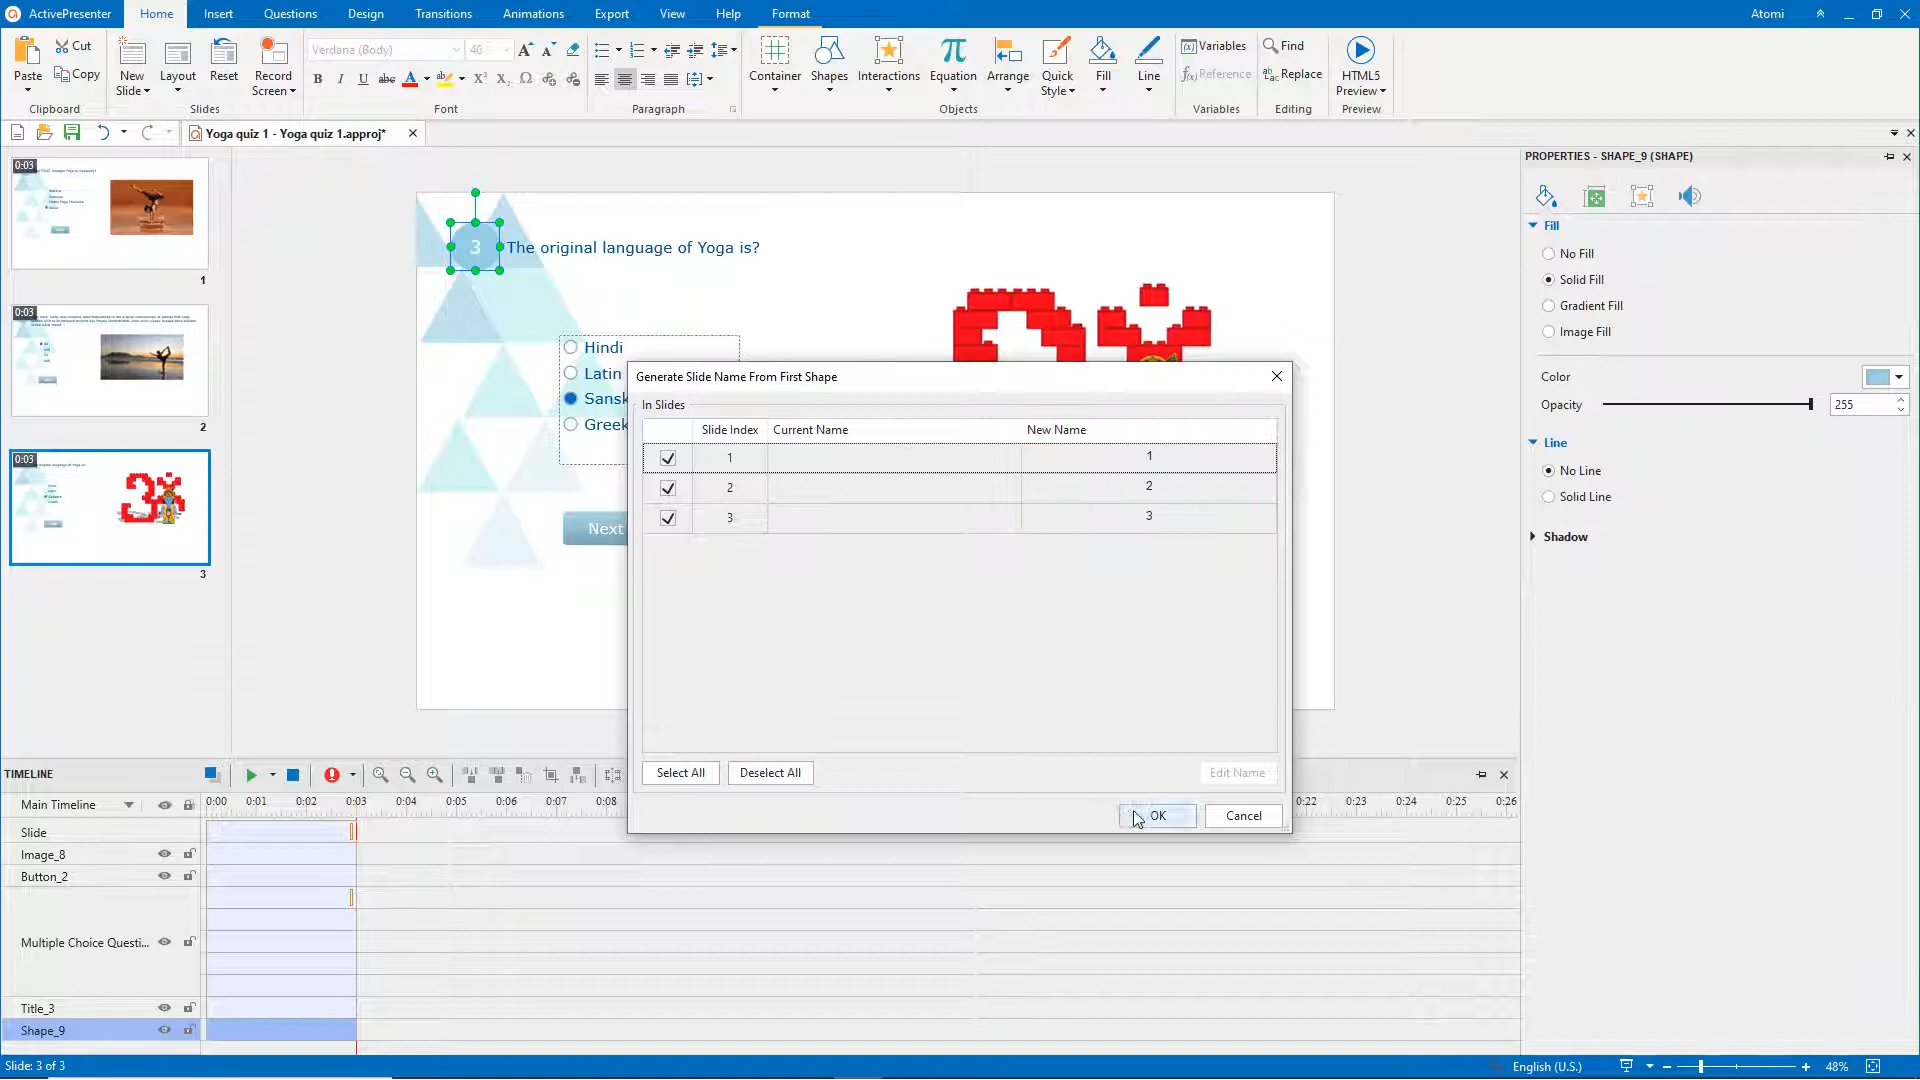 ActivePresenter
Home
Insert
Questions
Design
Transitions
Animations
Export
View
Help
Format
Atomi
Paste
Cut
Copy
Clipboard
New Slide
Layout
Reset
Record Screen
Slides
Verdana (Body)
40
Font
Paragraph
Container
Shapes
Interactions
Equation
Arrange
Quick Style
Fill
Line
Objects
Variables
Reference
Variables
Find
Replace
Editing
HTML5 Preview
Preview
Yoga quiz 1 - Yoga quiz 1.approj*
0:03
1
0:03
2
0:03
3
3
The original language of Yoga is?
Hindi
Latin
Sansk
Greek
Next
Generate Slide Name From First Shape
In Slides
Slide Index
Current Name
New Name
1
1
2
2
3
3
Select All
Deselect All
Edit Name
OK
Cancel
PROPERTIES - SHAPE_9 (SHAPE)
Fill
No Fill
Solid Fill
Gradient Fill
Image Fill
Color
Opacity
255
Line
No Line
Solid Line
Shadow
TIMELINE
Main Timeline
0:00 0:01 0:02 0:03 0:04 0:05 0:06 0:07 0:08
0:22 0:23 0:24 0:25 0:26
Slide
Image_8
Button_2
Multiple Choice Questi...
Title_3
Shape_9
Slide: 3 of 3
English (U.S.)
48%